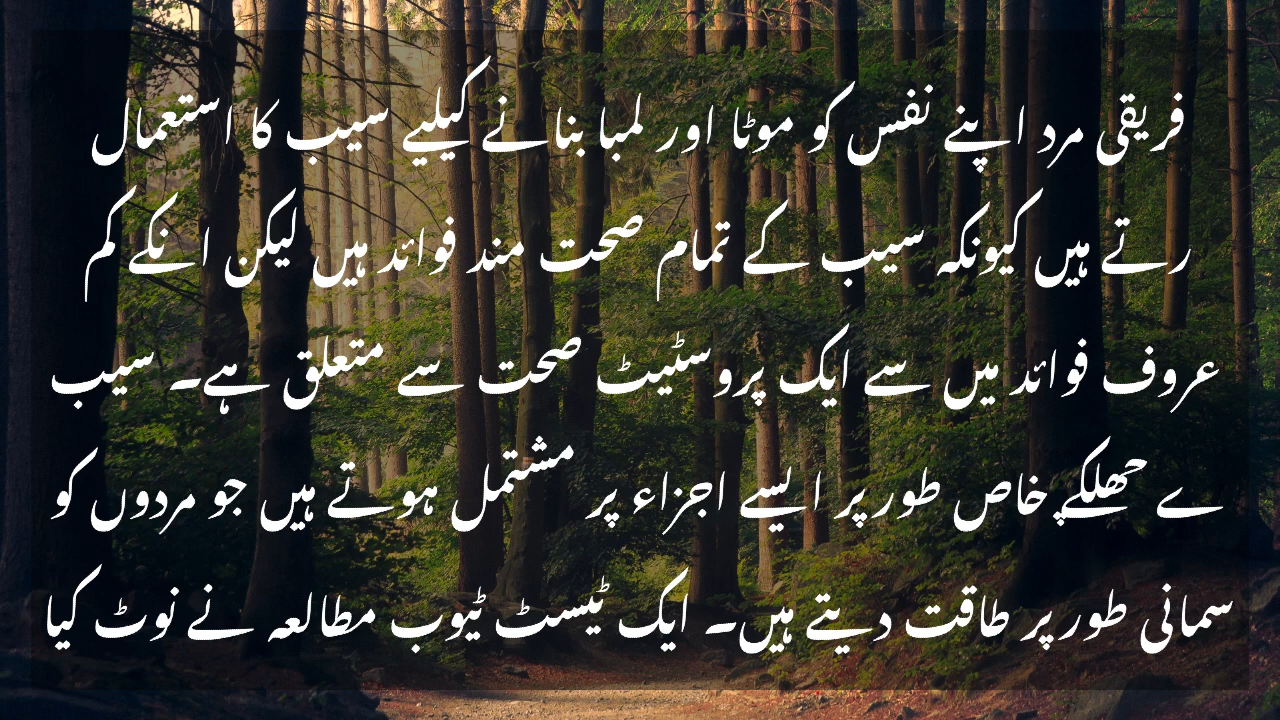 فریقی مرد اپنے نفس کو موٹا اور لمبا بنانے کیلیے سیب کا استعمال
رتے ہیں کیونکہ سیب کے تمام صحت مند فوائد ہیں لیکن انکے کم
عروف فوائد میں سے ایک پروسٹیٹ صحت سے متعلق ہے۔ سیب
ے چھلکے خاص طور پر ایسے اجزاء پر مشتمل ہوتے ہیں جو مردوں کو
سمانی طور پر طاقت دیتے ہیں۔ ایک ٹیسٹ ٹیوب مطالعہ نے نوٹ کیا